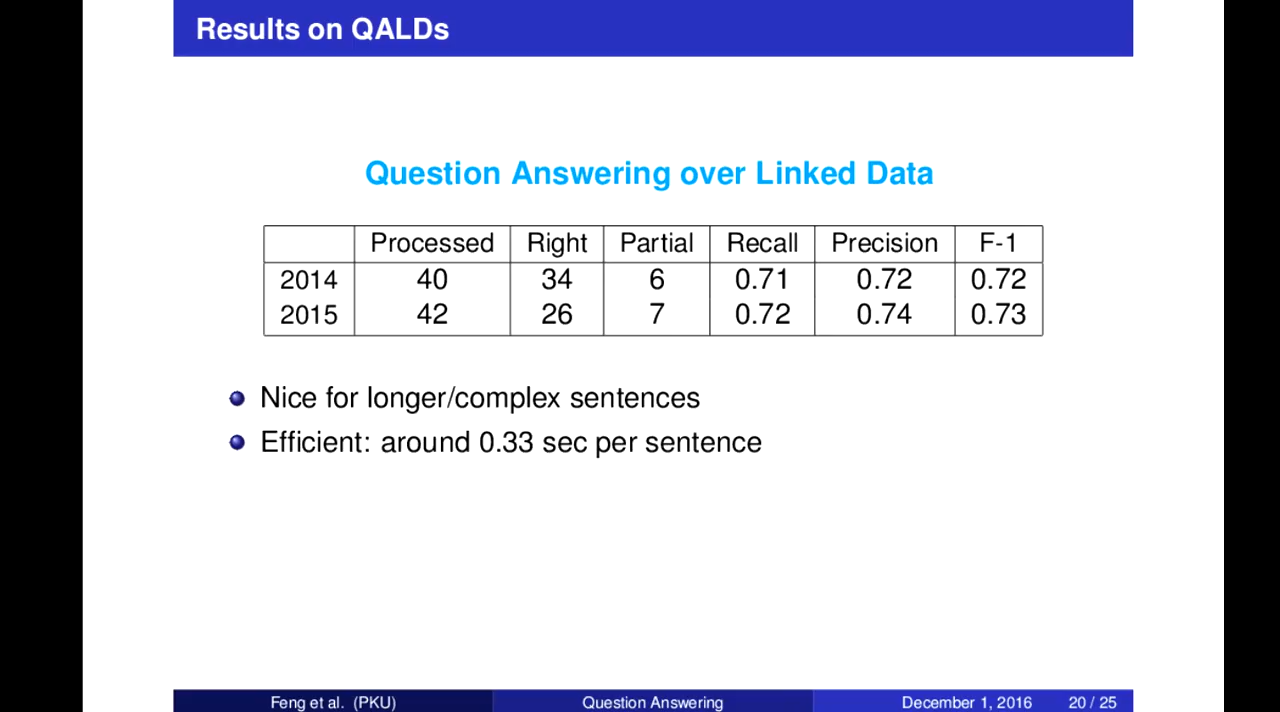 Results on QALDs
Question Answering over Linked Data
Processed Right Partial Recall Precision F-1
2014 40 34 6 0.71 0.72 0.72
2015 42 26 7 0.72 0.74 0.73
Nice for longer/complex sentences
Efficient: around 0.33 sec per sentence
Feng et al. (PKU) Question Answering December 1, 2016 20 / 25